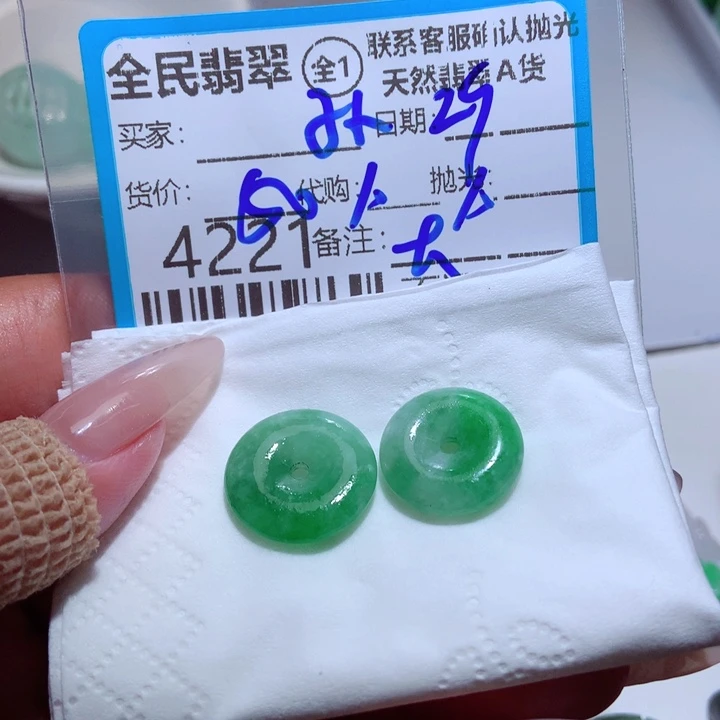 全民翡翠 全1 联系客服确认抛光
天然翡翠A货
买家: 日期 25
货价: 代购: 抛光:
4221 备注: